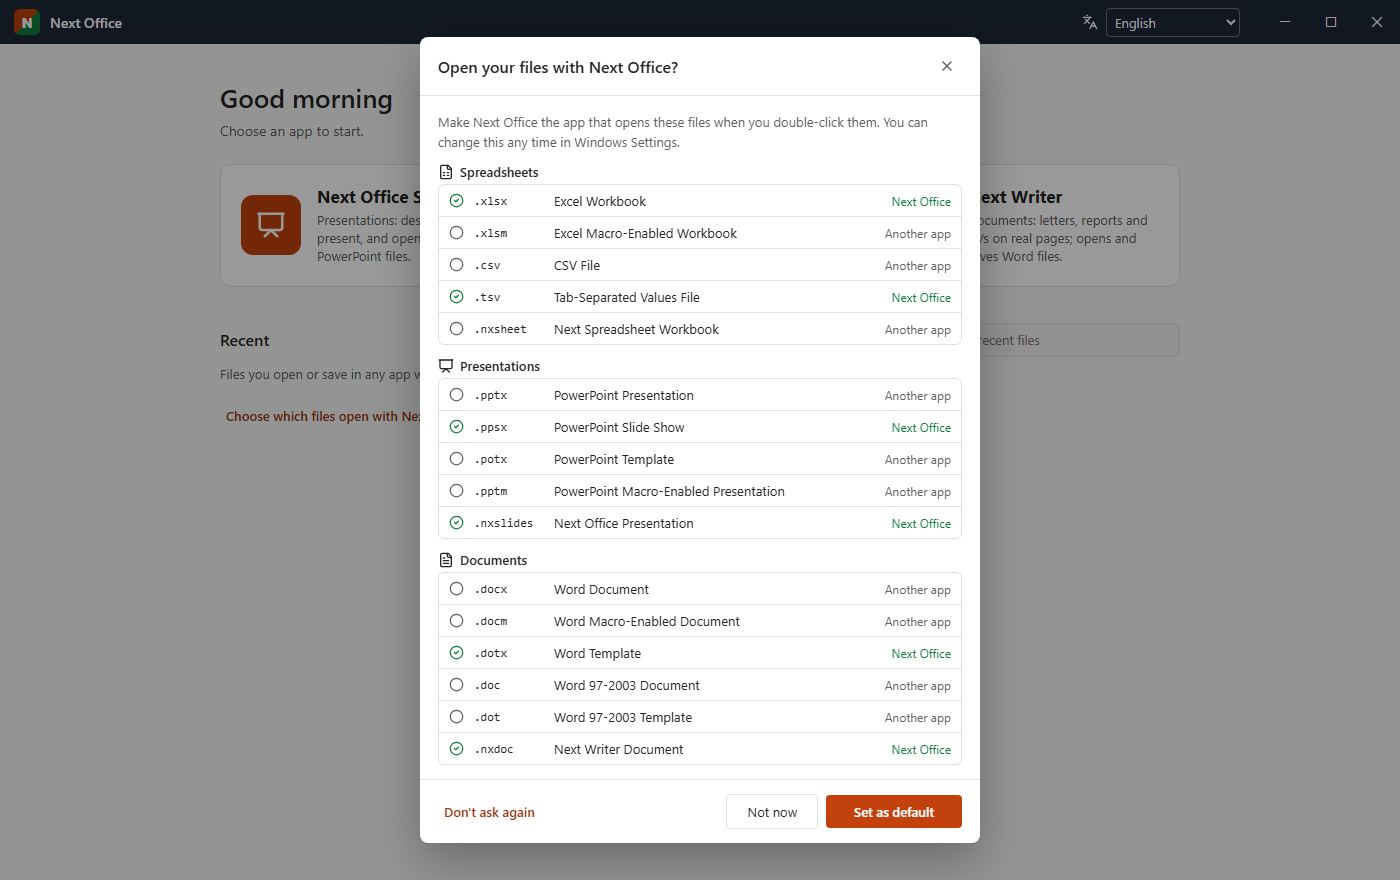 N Next Office
English
Good morning
Choose an app to start.
Next Office S
Presentations: des
present, and open
PowerPoint files.
ext Writer
ocuments: letters, reports and
Vs on real pages; opens and
ves Word files.
Recent
recent files
Files you open or save in any app w
Choose which files open with Nex
Open your files with Next Office?
Make Next Office the app that opens these files when you double-click them. You can
change this any time in Windows Settings.
Spreadsheets
.xlsx Excel Workbook Next Office
.xlsm Excel Macro-Enabled Workbook Another app
.csv CSV File Another app
.tsv Tab-Separated Values File Next Office
.nxsheet Next Spreadsheet Workbook Another app
Presentations
.pptx PowerPoint Presentation Another app
.ppsx PowerPoint Slide Show Next Office
.potx PowerPoint Template Another app
.pptm PowerPoint Macro-Enabled Presentation Another app
.nxslides Next Office Presentation Next Office
Documents
.docx Word Document Another app
.docm Word Macro-Enabled Document Another app
.dotx Word Template Next Office
.doc Word 97-2003 Document Another app
.dot Word 97-2003 Template Another app
.nxdoc Next Writer Document Next Office
Don't ask again
Not now
Set as default